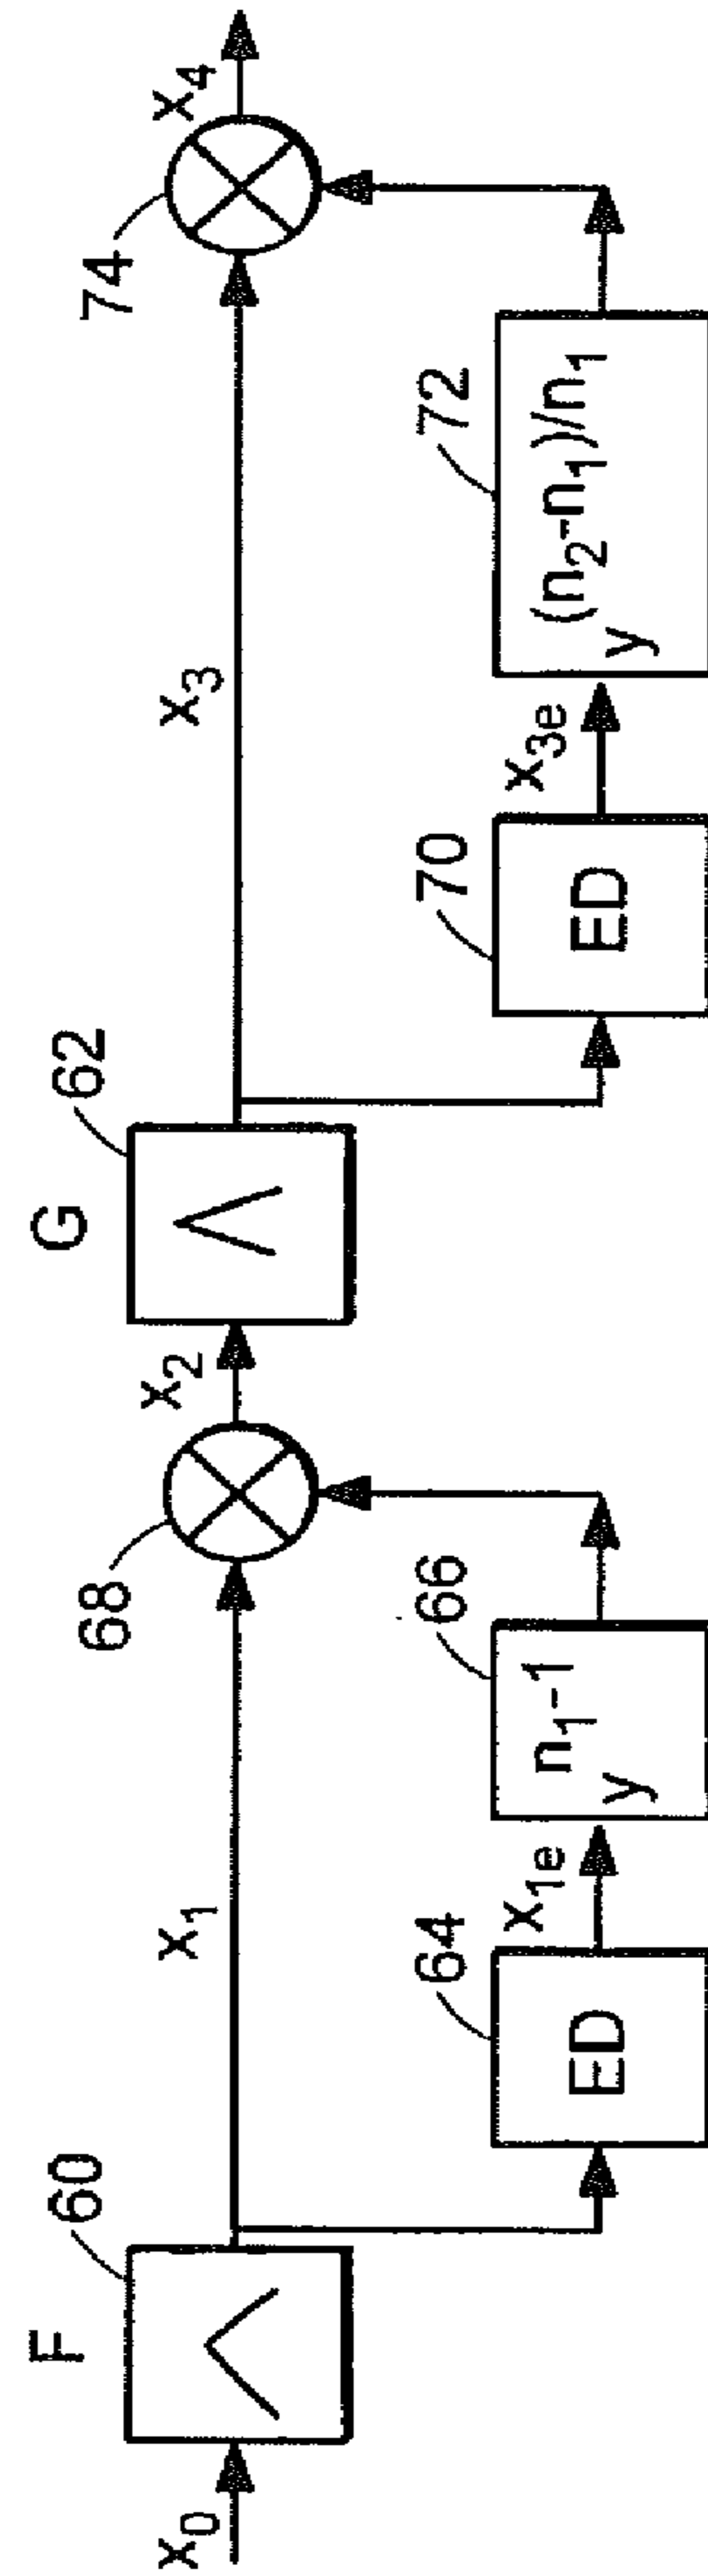 F
60
x₀
x₁
64
ED
x₁ₑ
66
yⁿ₁⁻¹
68
x₂
G
62
x₃
70
ED
x₃ₑ
72
y^(n₂-n₁)/n₁
74
x₄